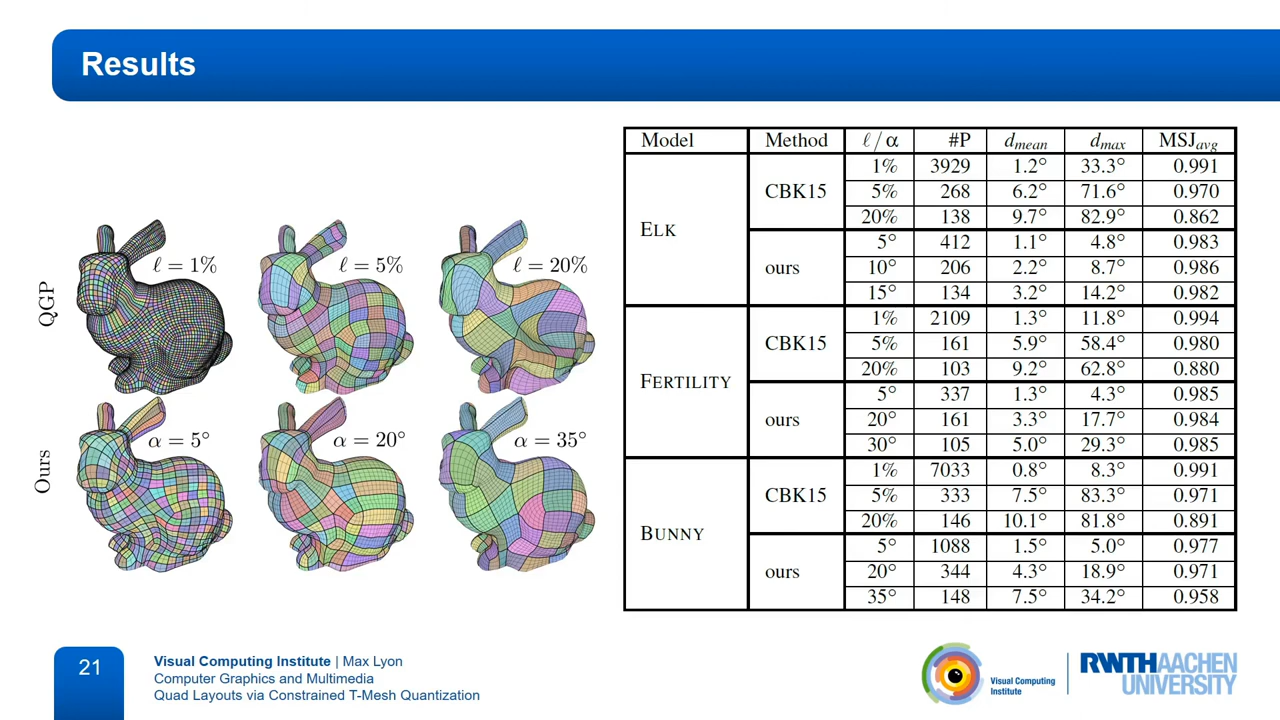 Results
QGP
ℓ = 1%
ℓ = 5%
ℓ = 20%
Ours
α = 5°
α = 20°
α = 35°
Model Method ℓ / α #P d_mean d_max MSJ_avg
ELK
CBK15
1% 3929 1.2° 33.3° 0.991
5% 268 6.2° 71.6° 0.970
20% 138 9.7° 82.9° 0.862
ours
5° 412 1.1° 4.8° 0.983
10° 206 2.2° 8.7° 0.986
15° 134 3.2° 14.2° 0.982
FERTILITY
CBK15
1% 2109 1.3° 11.8° 0.994
5% 161 5.9° 58.4° 0.980
20% 103 9.2° 62.8° 0.880
ours
5° 337 1.3° 4.3° 0.985
20° 161 3.3° 17.7° 0.984
30° 105 5.0° 29.3° 0.985
BUNNY
CBK15
1% 7033 0.8° 8.3° 0.991
5% 333 7.5° 83.3° 0.971
20% 146 10.1° 81.8° 0.891
ours
5° 1088 1.5° 5.0° 0.977
20° 344 4.3° 18.9° 0.971
35° 148 7.5° 34.2° 0.958
21
Visual Computing Institute | Max Lyon
Computer Graphics and Multimedia
Quad Layouts via Constrained T-Mesh Quantization
Visual Computing
Institute
RWTHAACHEN
UNIVERSITY